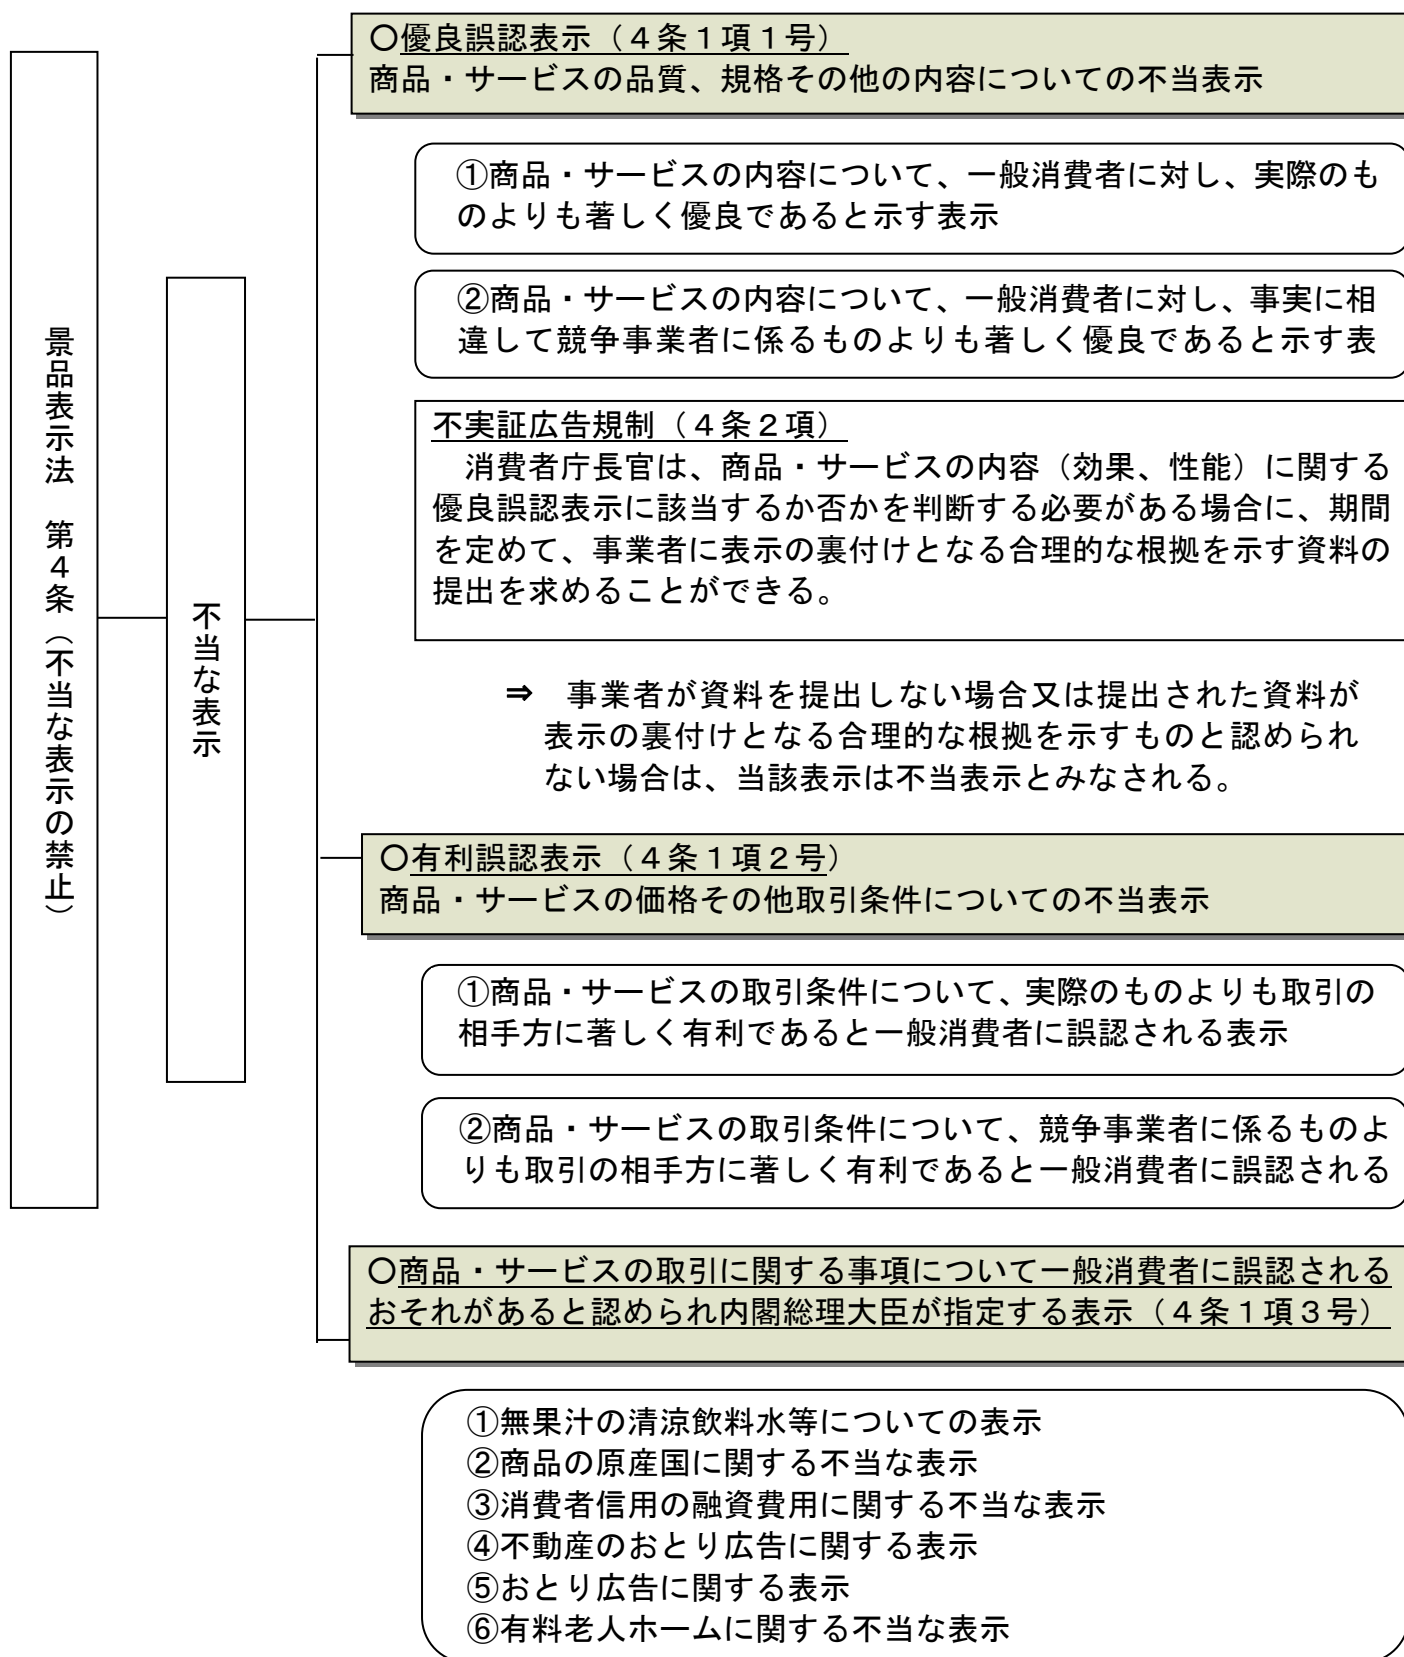 景品表示法　第４条（不当な表示の禁止）
不当な表示
○優良誤認表示（４条１項１号）
商品・サービスの品質、規格その他の内容についての不当表示
①商品・サービスの内容について、一般消費者に対し、実際のも
のよりも著しく優良であると示す表示
②商品・サービスの内容について、一般消費者に対し、事実に相
違して競争事業者に係るものよりも著しく優良であると示す表
不実証広告規制（４条２項）
消費者庁長官は、商品・サービスの内容（効果、性能）に関する
優良誤認表示に該当するか否かを判断する必要がある場合に、期間
を定めて、事業者に表示の裏付けとなる合理的な根拠を示す資料の
提出を求めることができる。
⇒　事業者が資料を提出しない場合又は提出された資料が
表示の裏付けとなる合理的な根拠を示すものと認められ
ない場合は、当該表示は不当表示とみなされる。
○有利誤認表示（４条１項２号）
商品・サービスの価格その他取引条件についての不当表示
①商品・サービスの取引条件について、実際のものよりも取引の
相手方に著しく有利であると一般消費者に誤認される表示
②商品・サービスの取引条件について、競争事業者に係るものよ
りも取引の相手方に著しく有利であると一般消費者に誤認される
○商品・サービスの取引に関する事項について一般消費者に誤認される
おそれがあると認められ内閣総理大臣が指定する表示（４条１項３号）
①無果汁の清涼飲料水等についての表示
②商品の原産国に関する不当な表示
③消費者信用の融資費用に関する不当な表示
④不動産のおとり広告に関する表示
⑤おとり広告に関する表示
⑥有料老人ホームに関する不当な表示